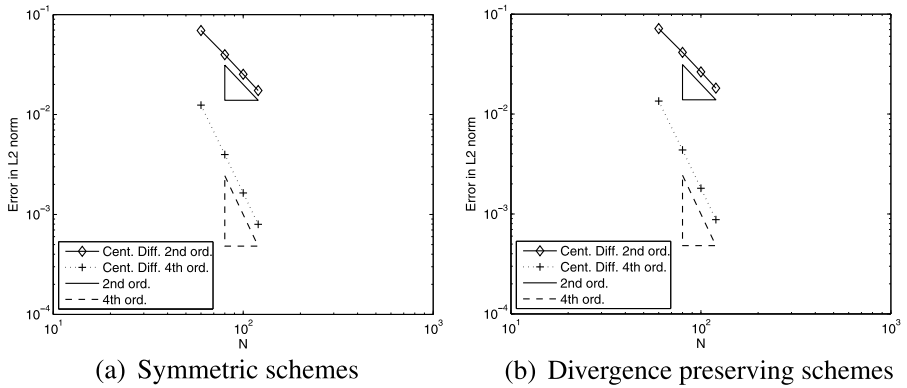 10^-1
10^-2
10^-3
10^-4
Error in L2 norm
Cent. Diff. 2nd ord.
Cent. Diff. 4th ord.
2nd ord.
4th ord.
10^1
10^2
10^3
N
(a) Symmetric schemes
10^-1
10^-2
10^-3
10^-4
Error in L2 norm
Cent. Diff. 2nd ord.
Cent. Diff. 4th ord.
2nd ord.
4th ord.
10^1
10^2
10^3
N
(b) Divergence preserving schemes